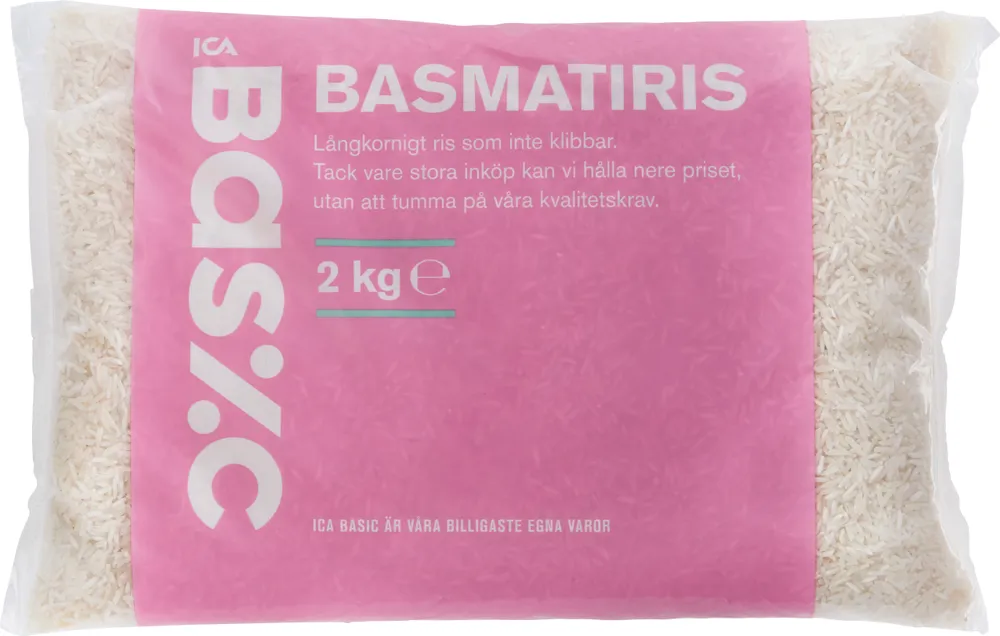 ICA
Bas%c
BASMATIRIS
Långkornigt ris som inte klibbar.
Tack vare stora inköp kan vi hålla nere priset,
utan att tumma på våra kvalitetskrav.
2 kg ℮
ICA BASIC ÄR VÅRA BILLIGASTE EGNA VAROR